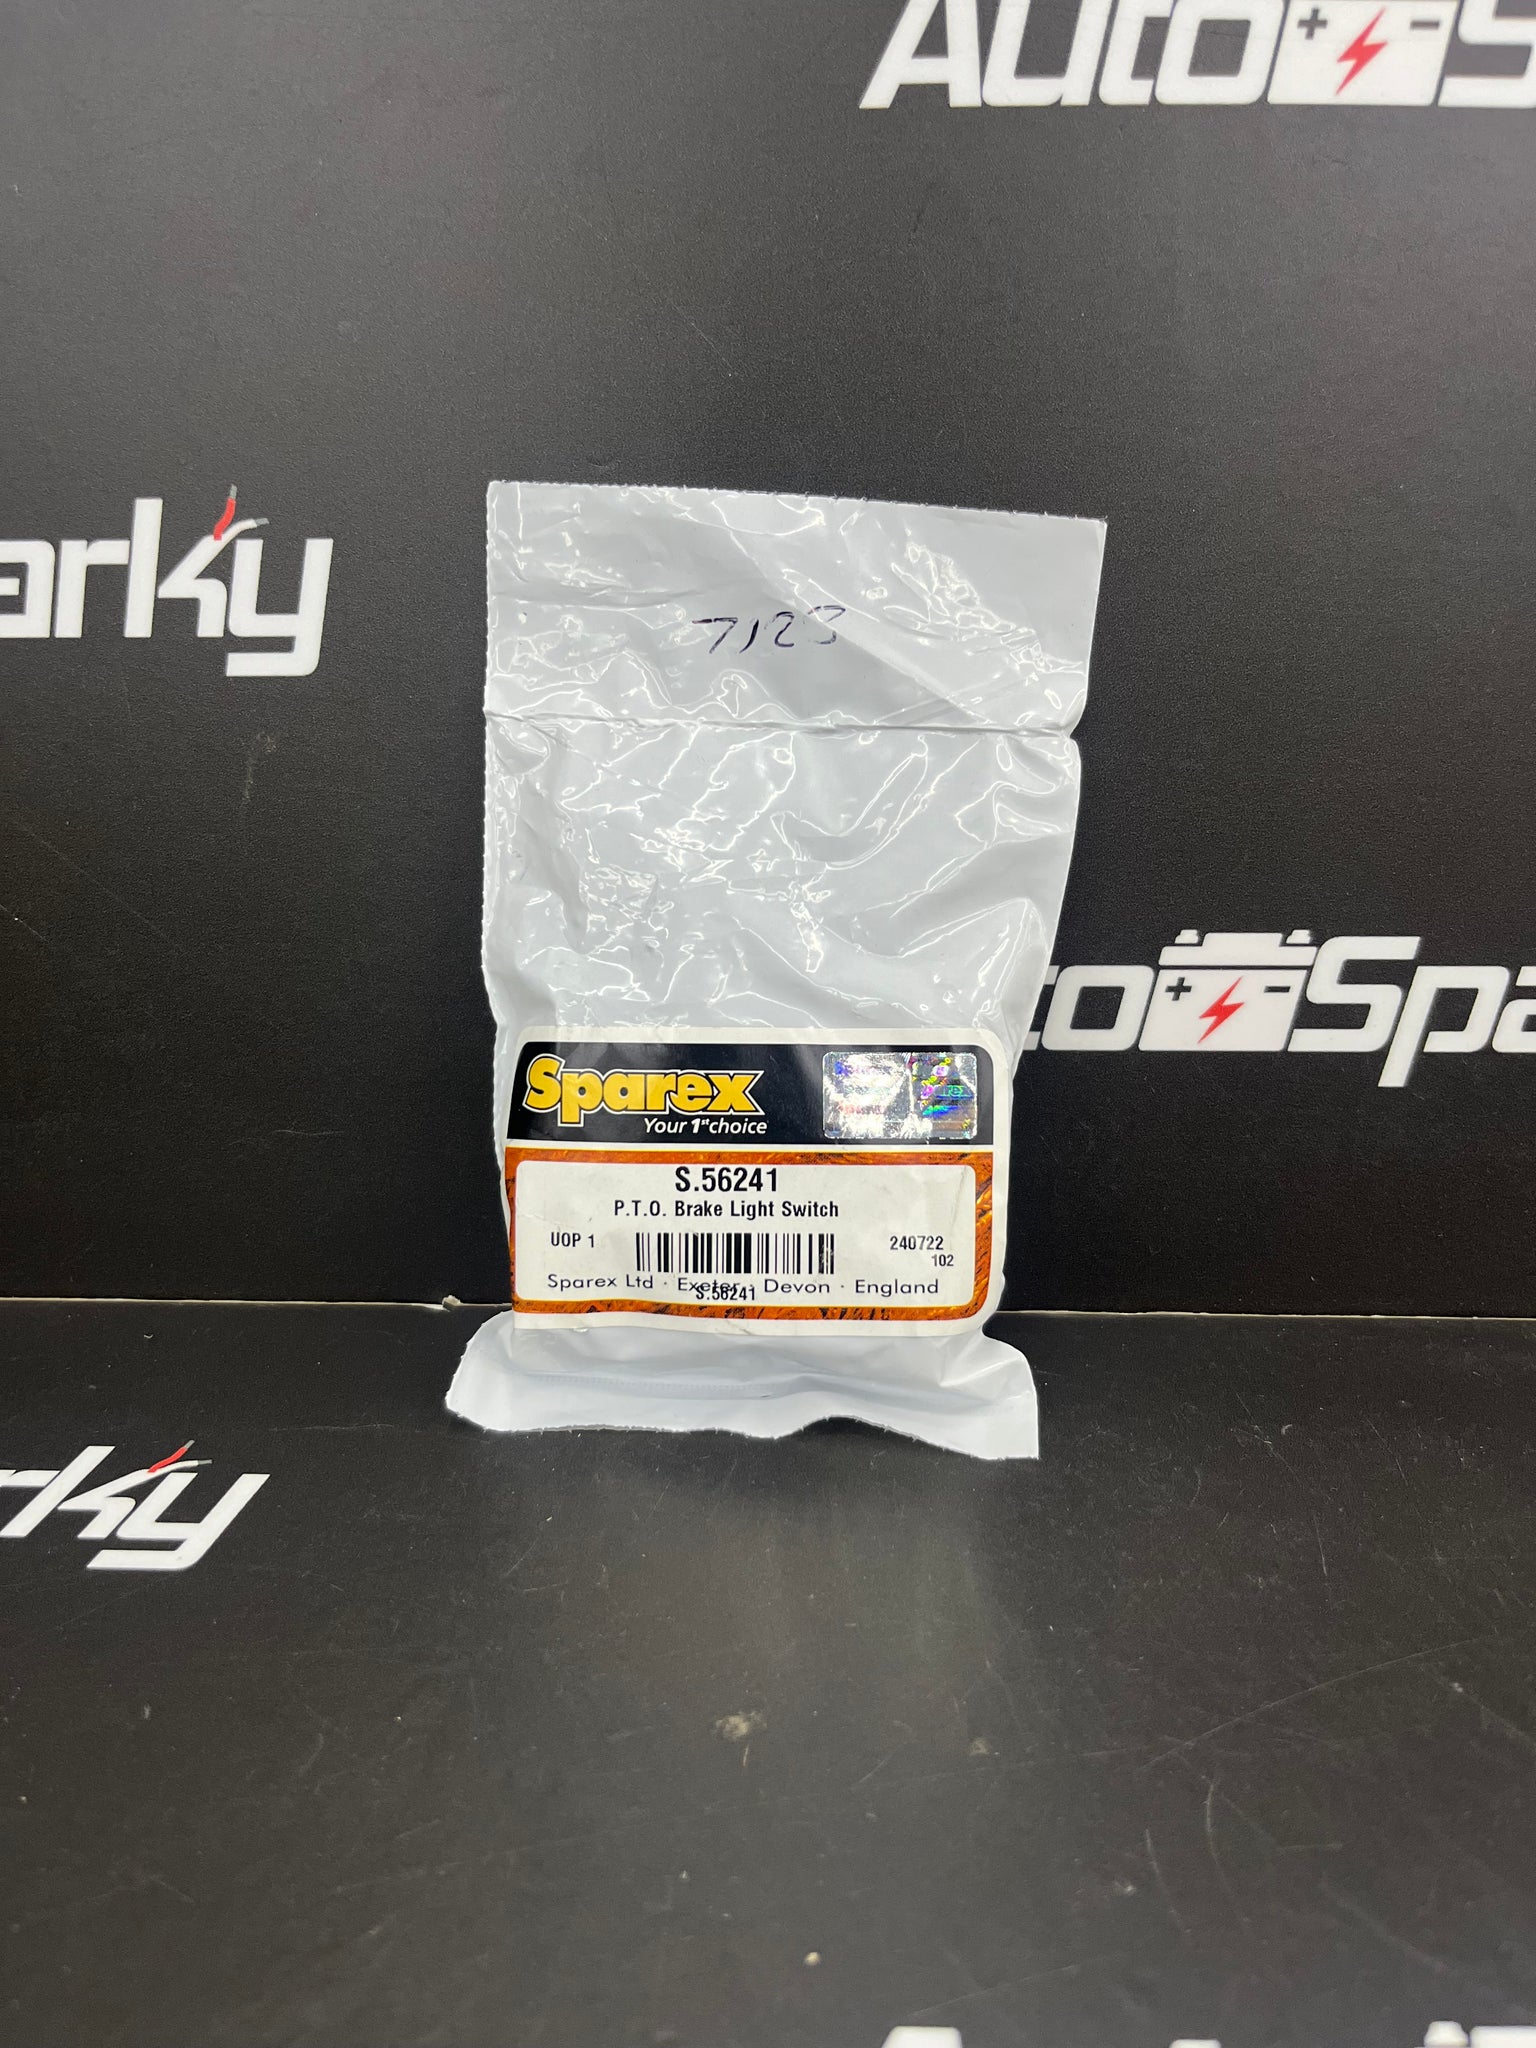 Auto + - S
arky
7123
to + - Spa
Sparex
Your 1st choice
S.56241
P.T.O. Brake Light Switch
UOP 1
240722
102
Sparex Ltd · Exeter · Devon · England
S.56241
rky